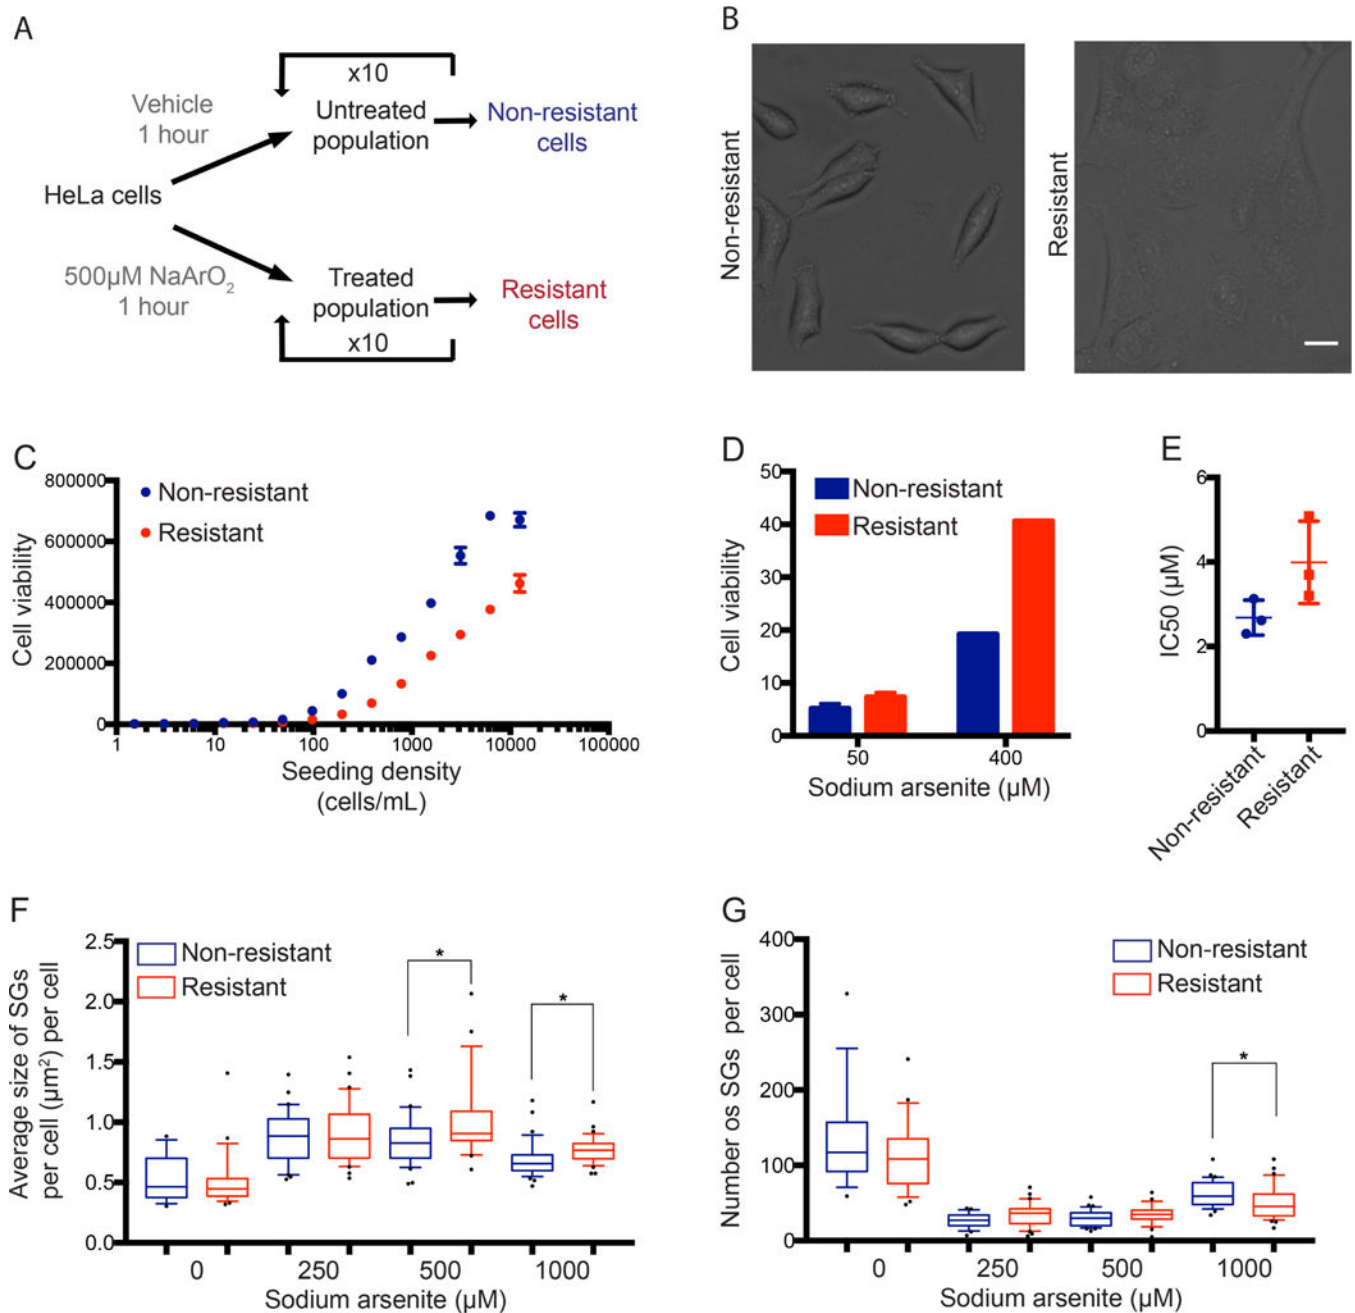 A
x10
Vehicle
1 hour
Untreated
population
Non-resistant
cells
HeLa cells
500µM NaArO₂
1 hour
Treated
population
Resistant
cells
x10
B
Non-resistant
Resistant
C
800000
600000
400000
200000
0
Cell viability
Non-resistant
Resistant
1
10
100
1000
10000
100000
Seeding density
(cells/mL)
D
50
40
30
20
10
0
Cell viability
Non-resistant
Resistant
50
400
Sodium arsenite (µM)
E
6
4
2
0
IC50 (µM)
Non-resistant
Resistant
F
2.5
2.0
1.5
1.0
0.5
0.0
Average size of SGs
per cell (µm²) per cell
Non-resistant
Resistant
*
*
0
250
500
1000
Sodium arsenite (µM)
G
400
300
200
100
0
Number os SGs per cell
Non-resistant
Resistant
*
0
250
500
1000
Sodium arsenite (µM)